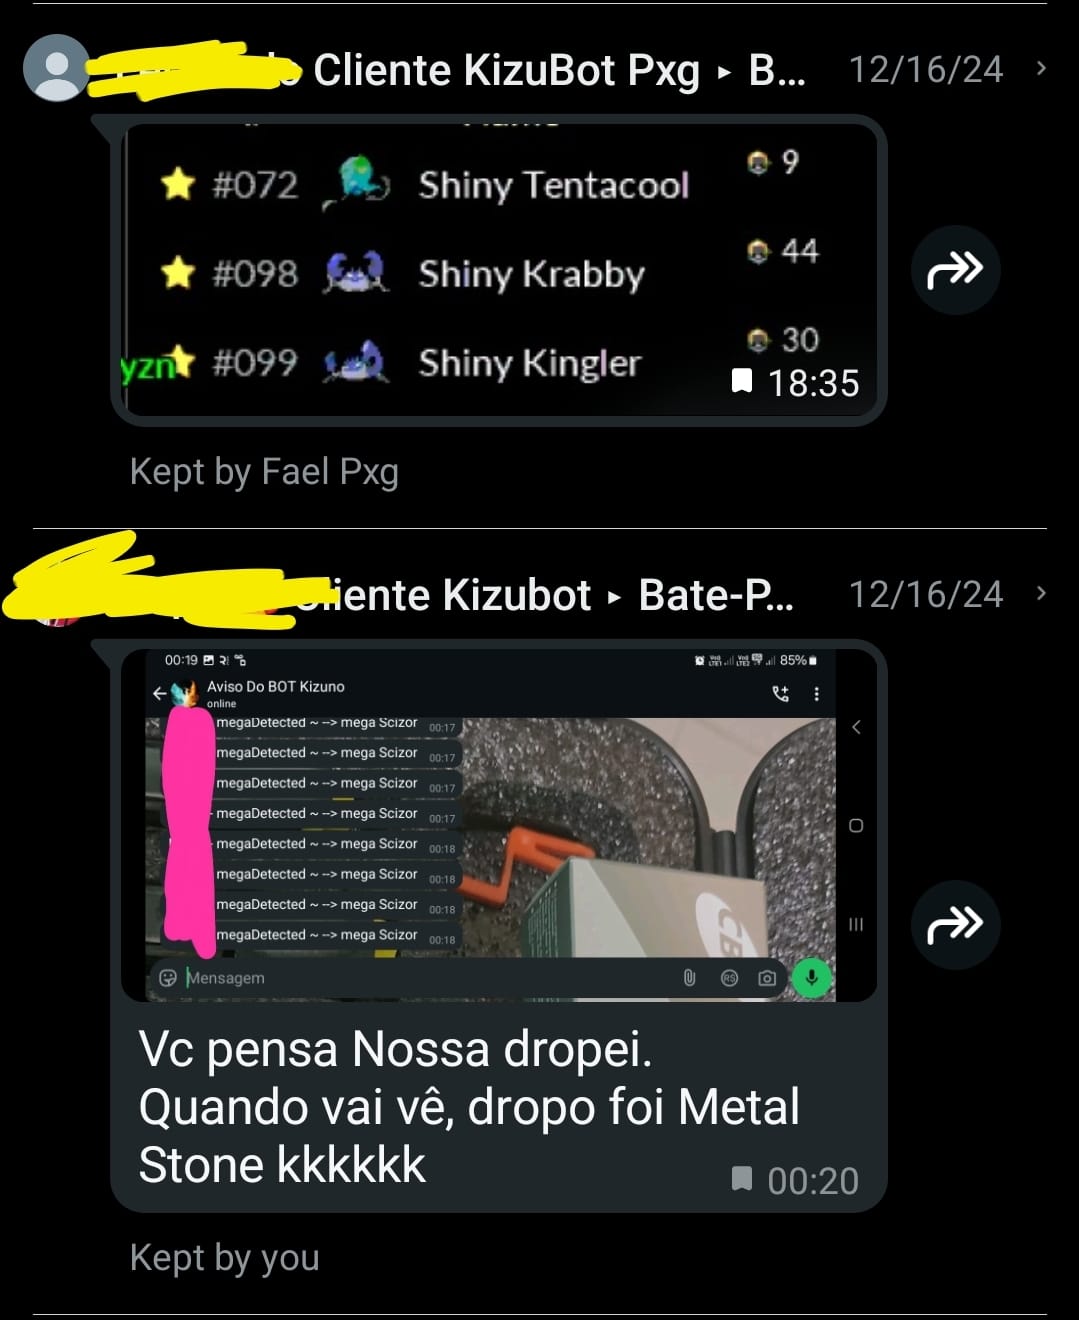 Cliente KizuBot Pxg ▸ B... 12/16/24
#072 Shiny Tentacool 9
#098 Shiny Krabby 44
yzn #099 Shiny Kingler 30
18:35
Kept by Fael Pxg
Cliente Kizubot ▸ Bate-P... 12/16/24
00:19 85%
Aviso Do BOT Kizuno
online
megaDetected ~ --> mega Scizor 00:17
megaDetected ~ --> mega Scizor 00:17
megaDetected ~ --> mega Scizor 00:17
megaDetected ~ --> mega Scizor 00:17
megaDetected ~ --> mega Scizor 00:18
megaDetected ~ --> mega Scizor 00:18
megaDetected ~ --> mega Scizor 00:18
megaDetected ~ --> mega Scizor 00:18
Mensagem R$
Vc pensa Nossa dropei.
Quando vai vê, dropo foi Metal
Stone kkkkkk
00:20
Kept by you